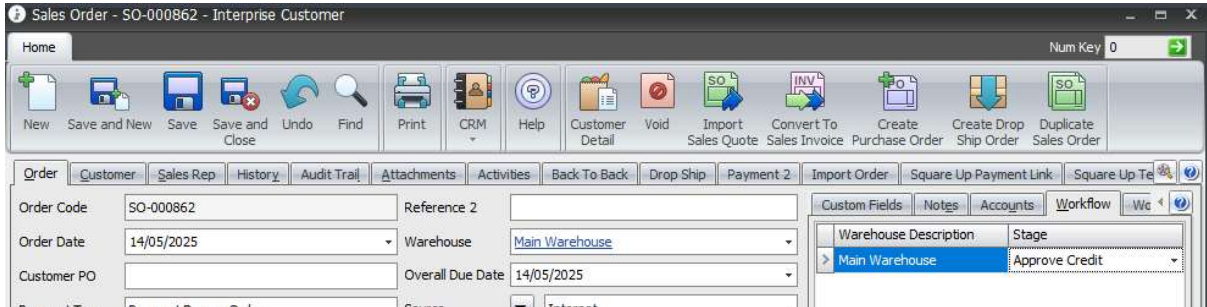 Sales Order - SO-000862 - Interprise Customer
Home
Num Key 0
New
Save and New
Save
Save and Close
Undo
Find
Print
CRM
Help
Customer Detail
Void
Import Sales Quote
Convert To Sales Invoice
Create Purchase Order
Create Drop Ship Order
Duplicate Sales Order
Order Customer Sales Rep History Audit Trail Attachments Activities Back To Back Drop Ship Payment 2 Import Order Square Up Payment Link Square Up Te
Order Code SO-000862
Reference 2
Order Date 14/05/2025
Warehouse Main Warehouse
Customer PO
Overall Due Date 14/05/2025
Custom Fields Notes Accounts Workflow Wo
Warehouse Description Stage
Main Warehouse Approve Credit